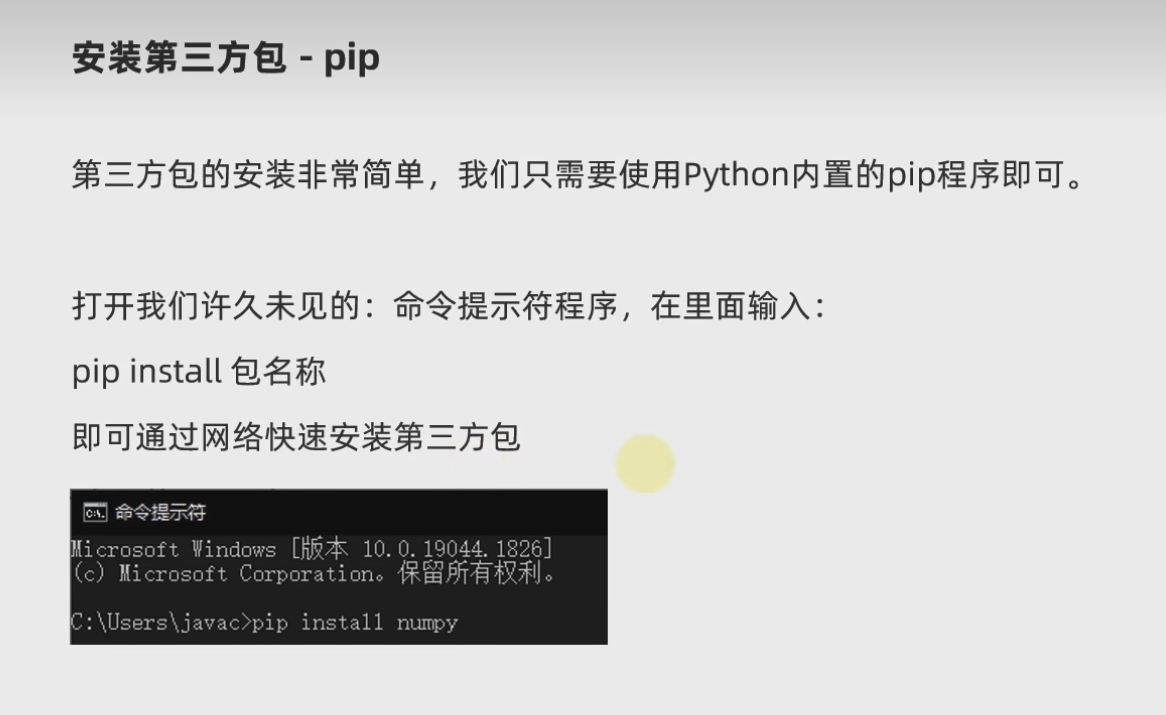 安装第三方包 - pip
第三方包的安装非常简单，我们只需要使用Python内置的pip程序即可。
打开我们许久未见的：命令提示符程序，在里面输入：
pip install 包名称
即可通过网络快速安装第三方包
命令提示符
Microsoft Windows [版本 10.0.19044.1826]
(c) Microsoft Corporation。保留所有权利。
C:\Users\javac>pip install numpy